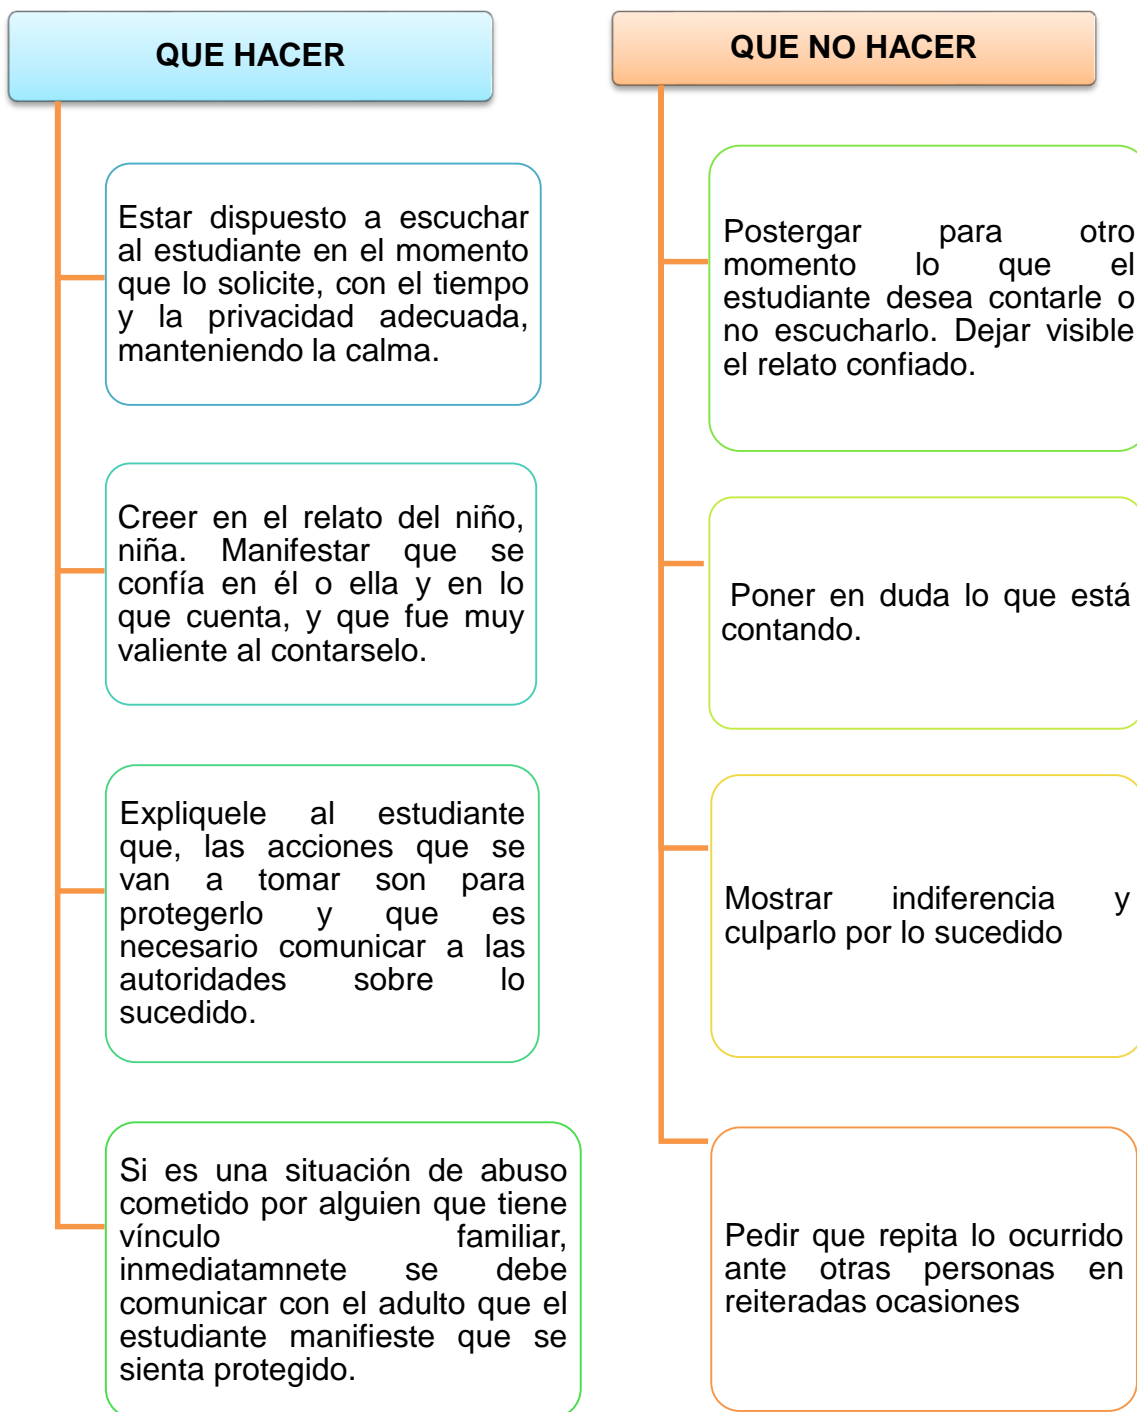 QUE HACER
Estar dispuesto a escuchar
al estudiante en el momento
que lo solicite, con el tiempo
y la privacidad adecuada,
manteniendo la calma.
Creer en el relato del niño,
niña. Manifestar que se
confía en él o ella y en lo
que cuenta, y que fue muy
valiente al contarselo.
Expliquele al estudiante
que, las acciones que se
van a tomar son para
protegerlo y que es
necesario comunicar a las
autoridades sobre lo
sucedido.
Si es una situación de abuso
cometido por alguien que tiene
vínculo familiar,
inmediatamnete se debe
comunicar con el adulto que el
estudiante manifieste que se
sienta protegido.
QUE NO HACER
Postergar para otro
momento lo que el
estudiante desea contarle o
no escucharlo. Dejar visible
el relato confiado.
Poner en duda lo que está
contando.
Mostrar indiferencia y
culparlo por lo sucedido
Pedir que repita lo ocurrido
ante otras personas en
reiteradas ocasiones